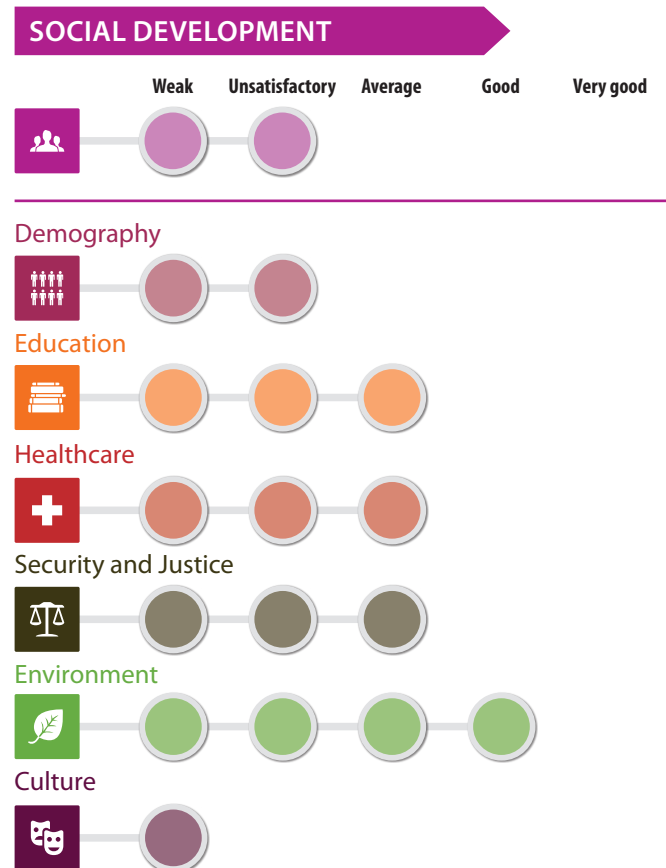 SOCIAL DEVELOPMENT
Weak Unsatisfactory Average Good Very good
Demography
Education
Healthcare
Security and Justice
Environment
Culture